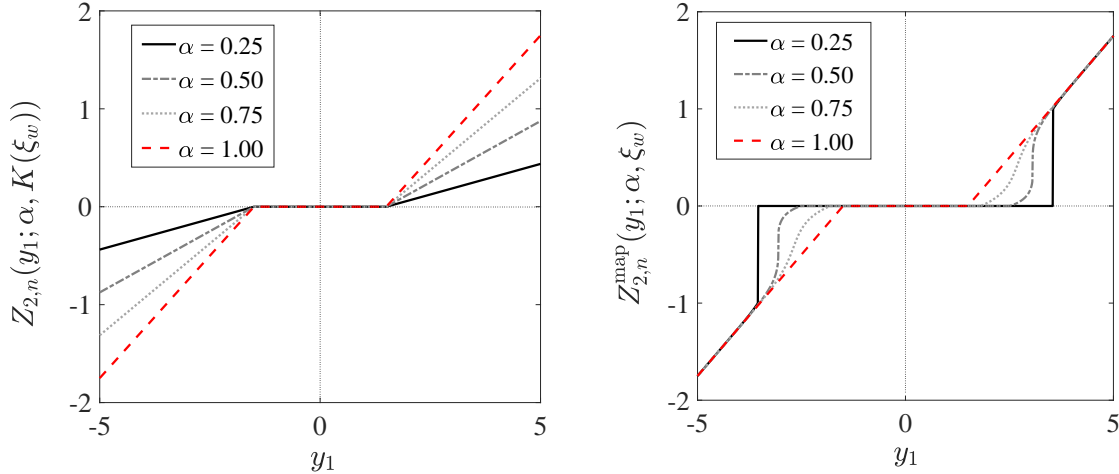 Z_{2,n}(y_1; α, K(ξ_w))
2
1
0
-1
-2
-5
0
5
y_1
α = 0.25
α = 0.50
α = 0.75
α = 1.00
Z_{2,n}^{map}(y_1; α, ξ_w)
2
1
0
-1
-2
-5
0
5
y_1
α = 0.25
α = 0.50
α = 0.75
α = 1.00